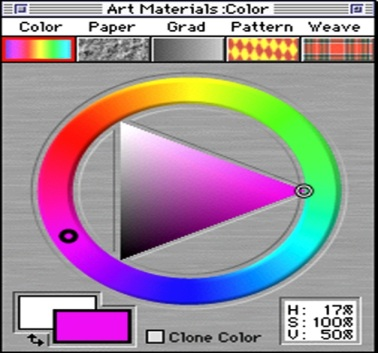 Art Materials :Color
Color Paper Grad Pattern Weave
Clone Color
H: 17%
S: 100%
V: 50%